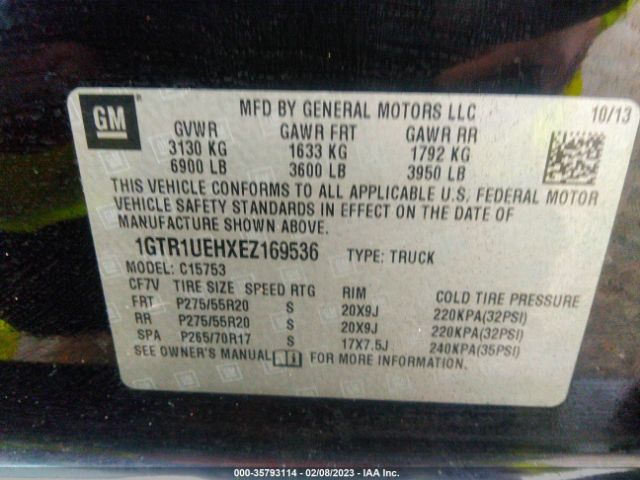 GM
MFD BY GENERAL MOTORS LLC 10/13
GVWR GAWR FRT GAWR RR
3130 KG 1633 KG 1792 KG
6900 LB 3600 LB 3950 LB
THIS VEHICLE CONFORMS TO ALL APPLICABLE U.S. FEDERAL MOTOR
VEHICLE SAFETY STANDARDS IN EFFECT ON THE DATE OF
MANUFACTURE SHOWN ABOVE.
1GTR1UEHXEZ169536 TYPE: TRUCK
MODEL: C15753
CF7V TIRE SIZE SPEED RTG RIM COLD TIRE PRESSURE
FRT P275/55R20 S 20X9J 220KPA(32PSI)
RR P275/55R20 S 20X9J 220KPA(32PSI)
SPA P265/70R17 S 17X7.5J 240KPA(35PSI)
SEE OWNER'S MANUAL FOR MORE INFORMATION.
000-35793114 - 02/08/2023 - IAA Inc.